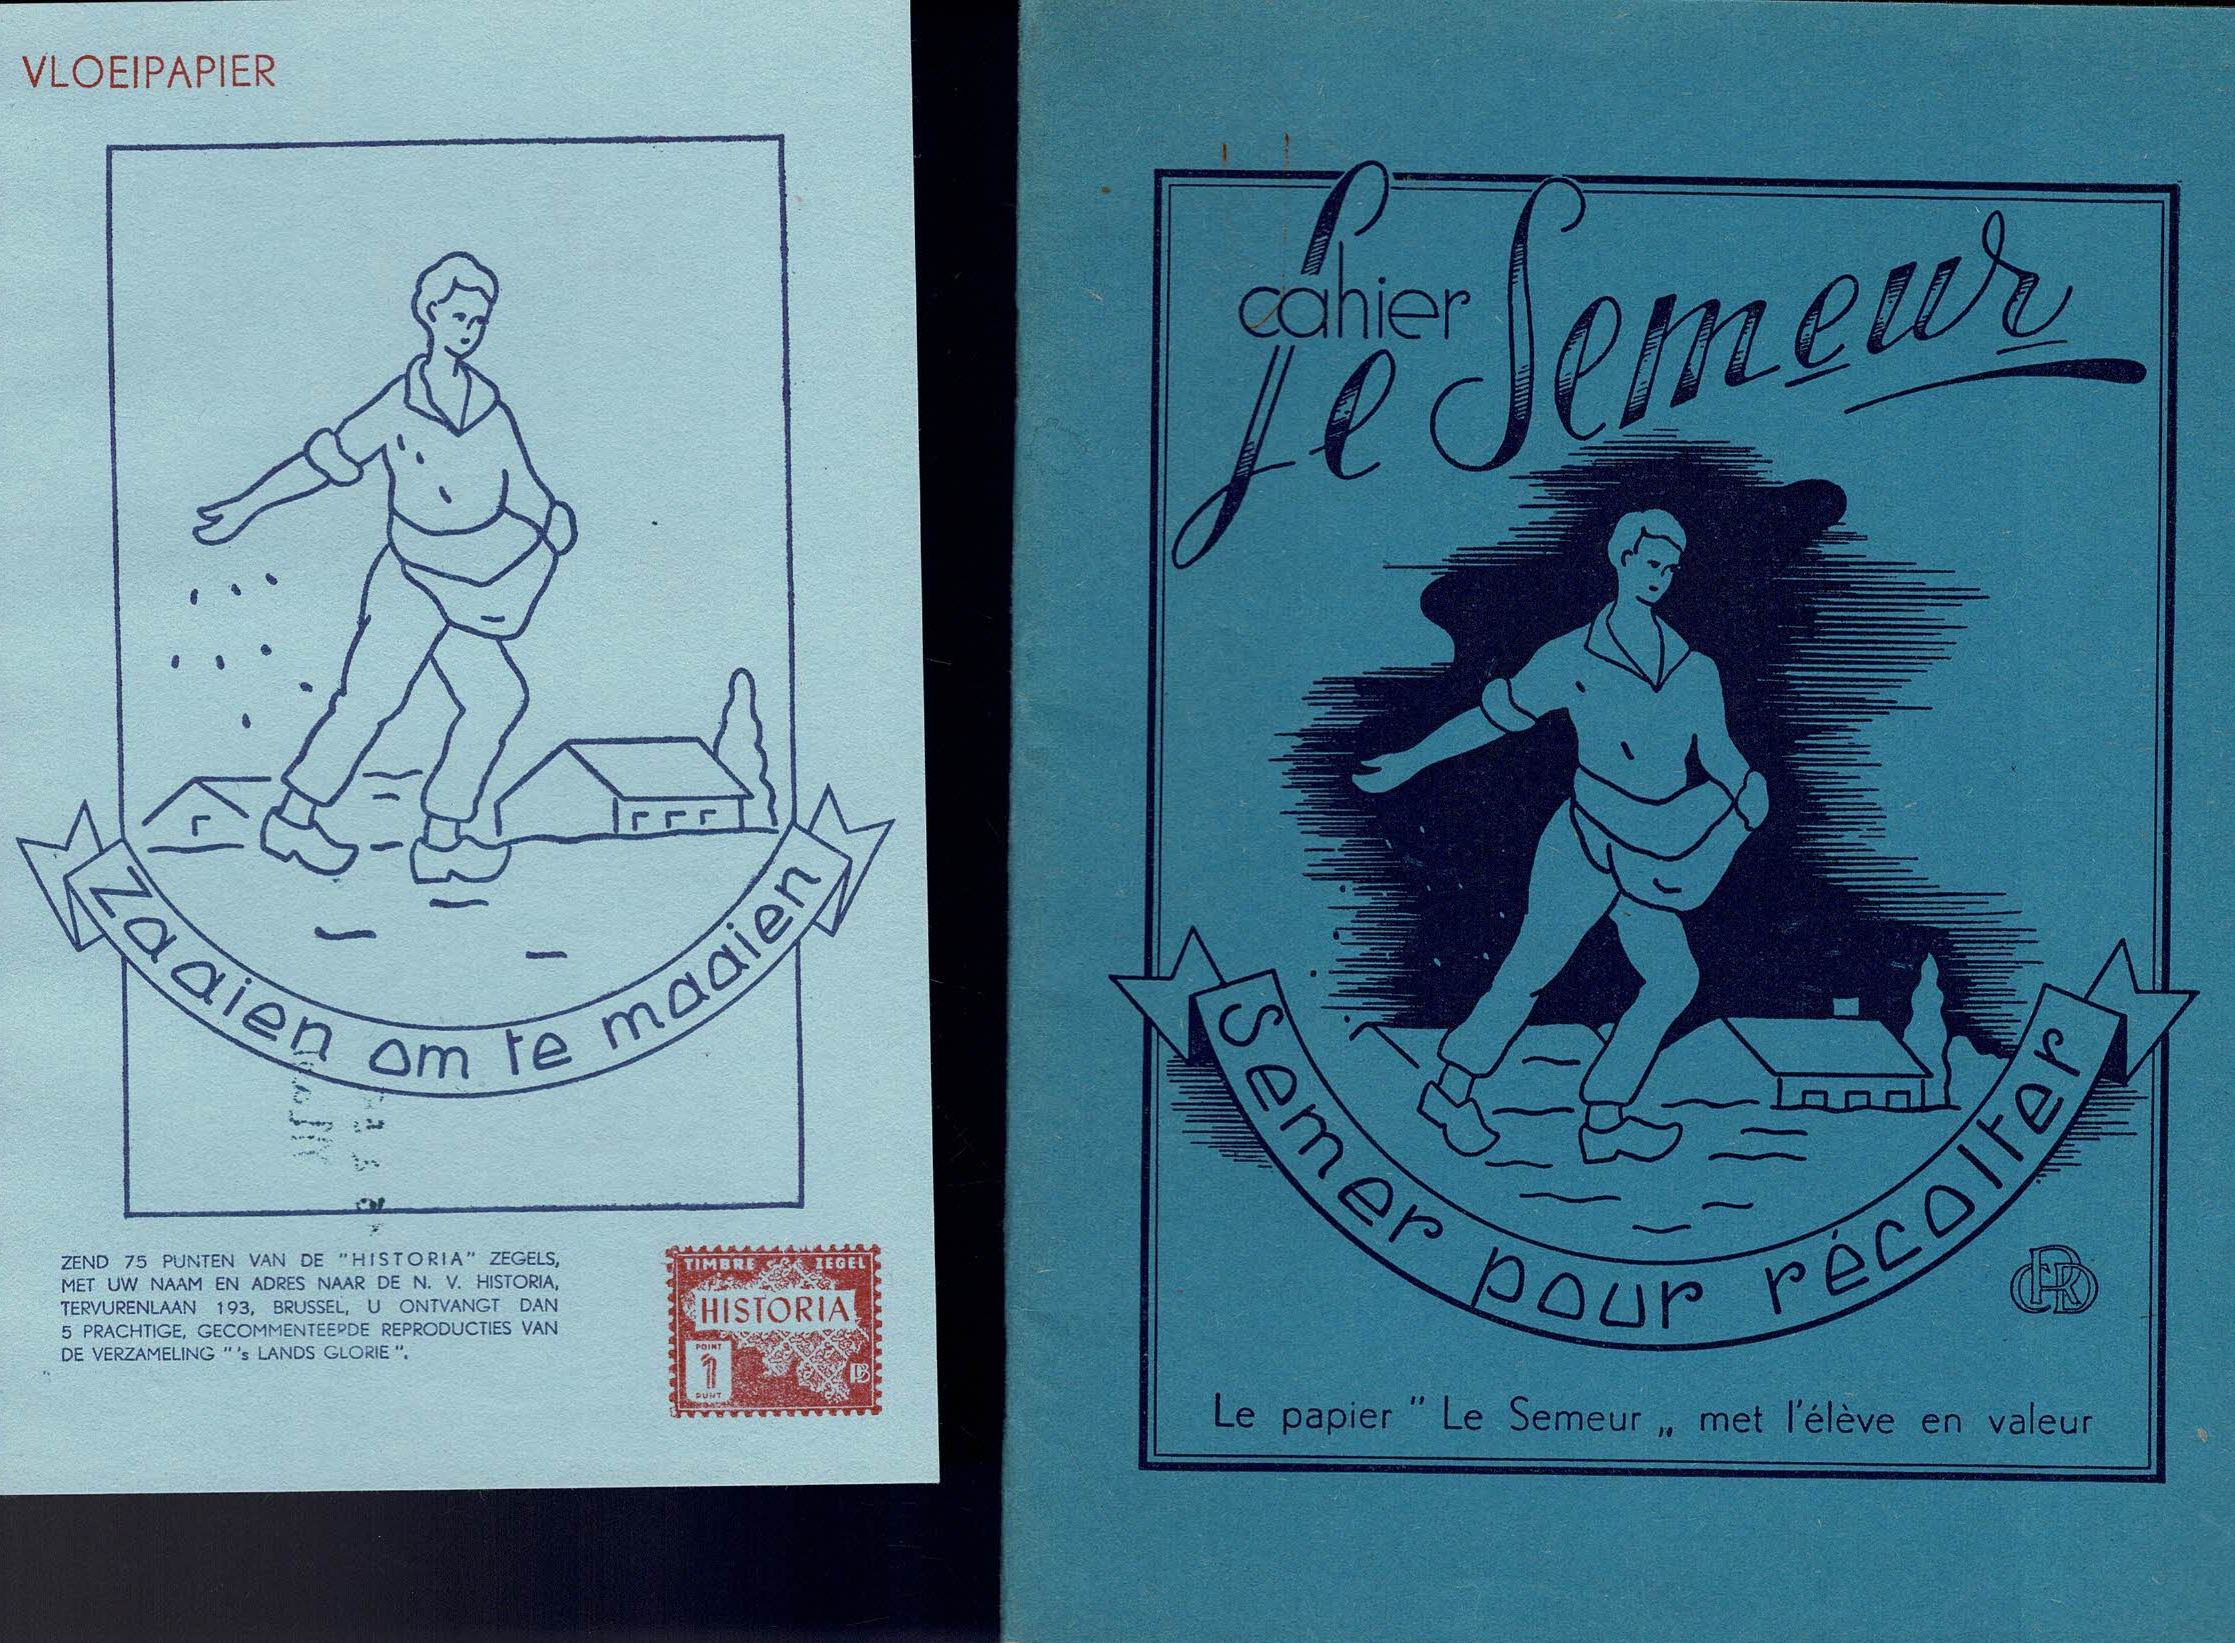 VLOEIPAPIER
Zaaien om te maaien
ZEND 75 PUNTEN VAN DE "HISTORIA" ZEGELS,
MET UW NAAM EN ADRES NAAR DE N. V. HISTORIA,
TERVURENLAAN 193, BRUSSEL, U ONTVANGT DAN
5 PRACHTIGE, GECOMMENTEERDE REPRODUCTIES VAN
DE VERZAMELING "'s LANDS GLORIE".
TIMBRE ZEGEL
HISTORIA
POINT
1
PUNT
cahier
Le Semeur
Semer pour récolter
Le papier "Le Semeur„ met l'élève en valeur